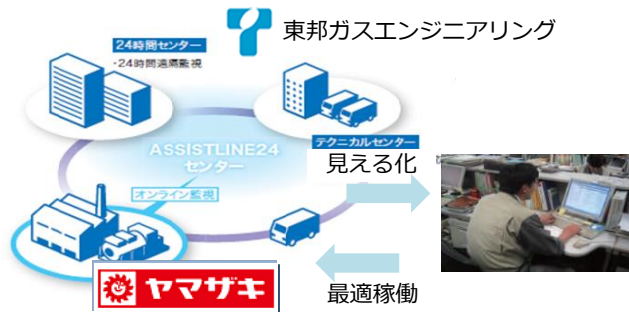 東邦ガスエンジニアリング
24時間センター
・24時間遠隔監視
ASSISTLINE24
センター
テクニカルセンター
見える化
オンライン監視
ヤマザキ
最適稼働